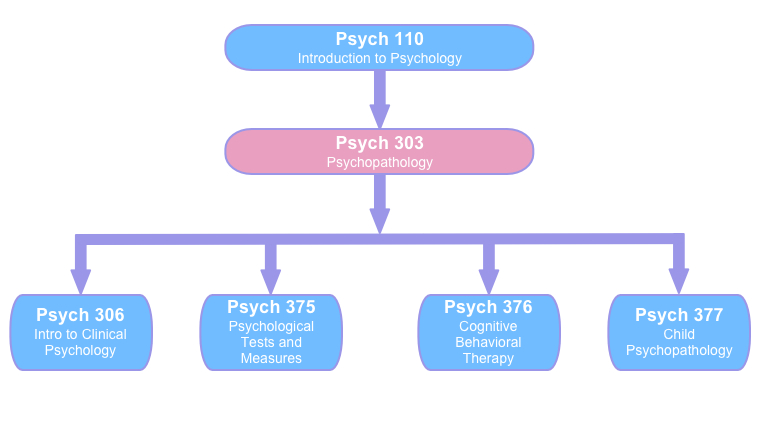 Psych 110
Introduction to Psychology
Psych 303
Psychopathology
Psych 306
Intro to Clinical
Psychology
Psych 375
Psychological
Tests and
Measures
Psych 376
Cognitive
Behavioral
Therapy
Psych 377
Child
Psychopathology